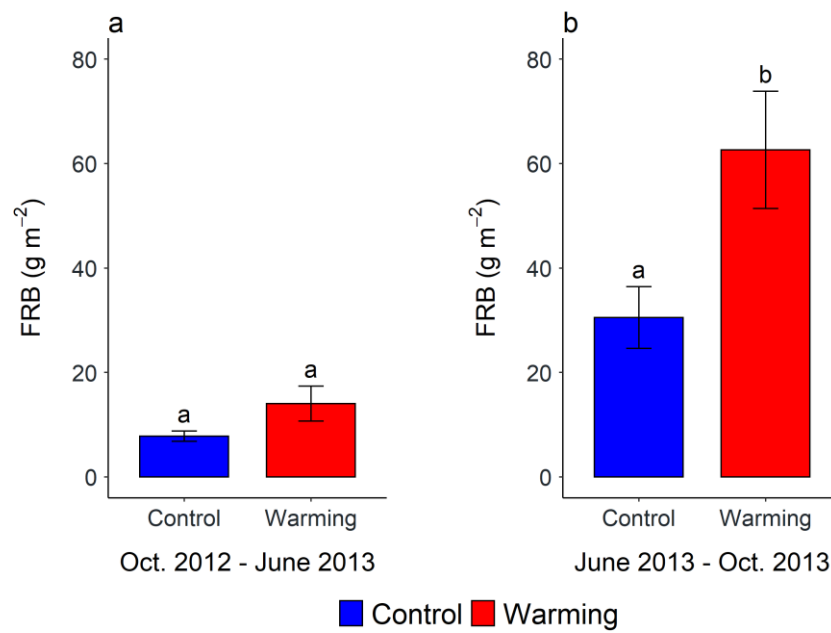 a
80
60
40
20
0
FRB (g m⁻²)
a
a
Control
Warming
Oct. 2012 - June 2013
b
80
60
40
20
0
FRB (g m⁻²)
a
b
Control
Warming
June 2013 - Oct. 2013
Control Warming